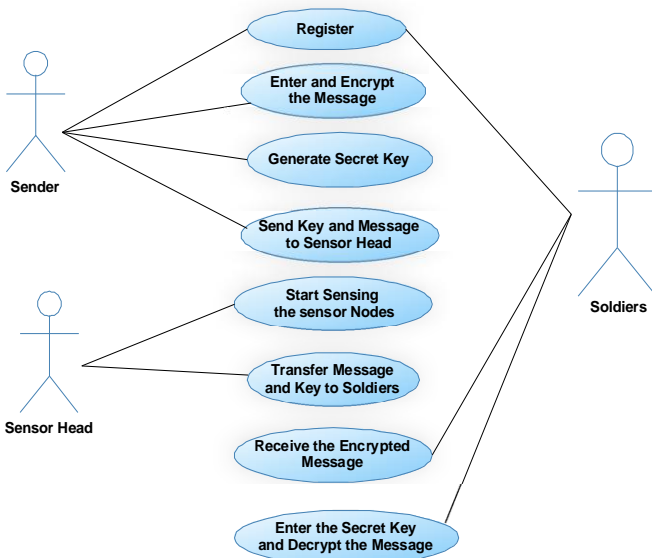 Register
Enter and Encrypt
the Message
Generate Secret Key
Sender
Send Key and Message
to Sensor Head
Start Sensing
the sensor Nodes
Soldiers
Transfer Message
and Key to Soldiers
Sensor Head
Receive the Encrypted
Message
Enter the Secret Key
and Decrypt the Message